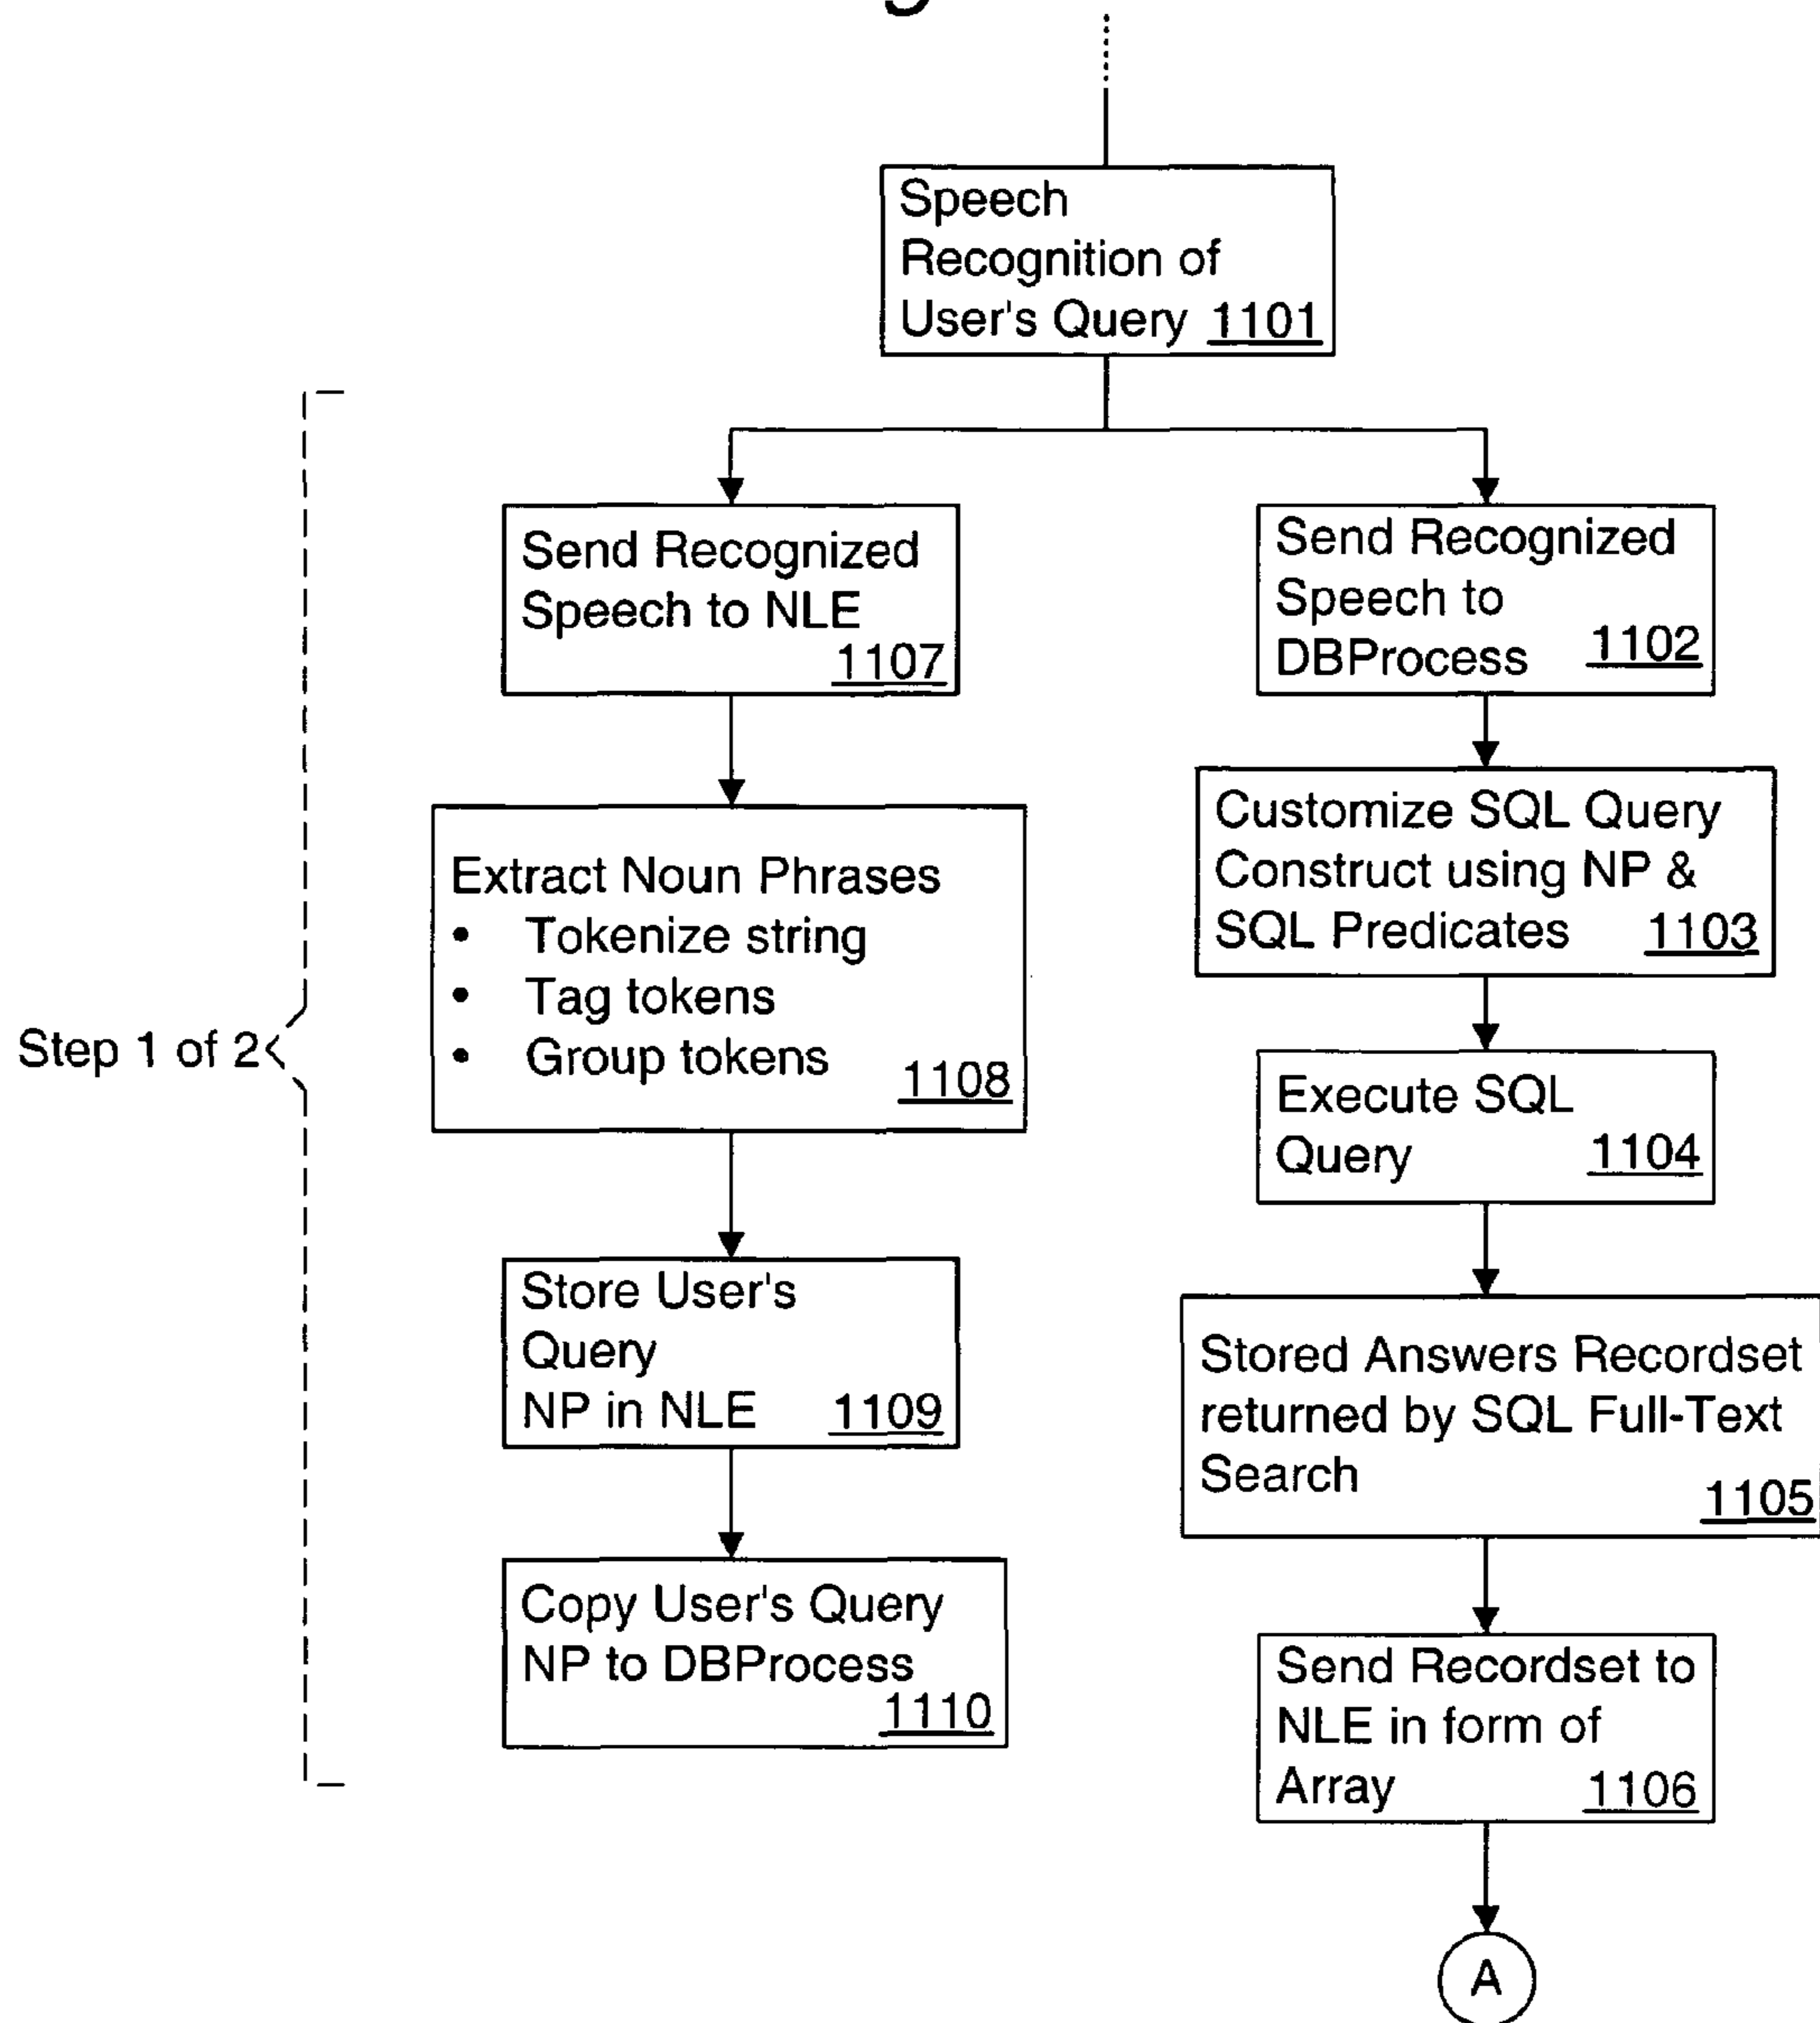 Speech
Recognition of
User's Query 1101
Send Recognized
Speech to NLE
1107
Send Recognized
Speech to
DBProcess 1102
Customize SQL Query
Construct using NP &
SQL Predicates 1103
Extract Noun Phrases
• Tokenize string
• Tag tokens
• Group tokens
1108
Step 1 of 2
Execute SQL
Query 1104
Store User's
Query
NP in NLE 1109
Stored Answers Recordset
returned by SQL Full-Text
Search
1105
Copy User's Query
NP to DBProcess
1110
Send Recordset to
NLE in form of
Array 1106
A